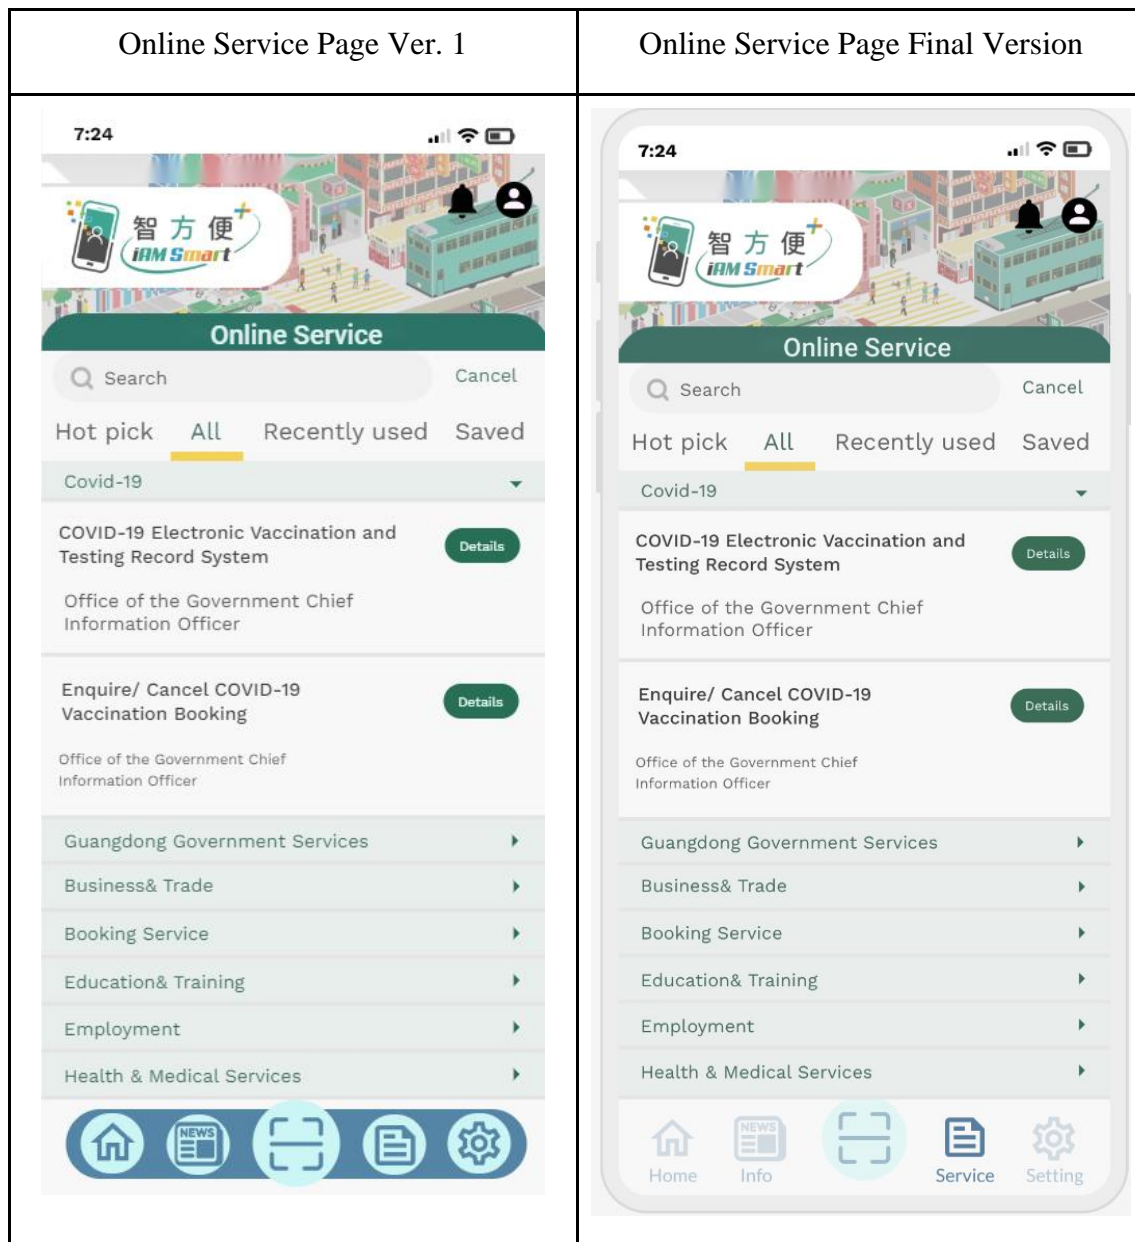 Online Service Page Ver. 1
Online Service Page Final Version
7:24
智方便+
iAM Smart
Online Service
Search
Cancel
Hot pick All Recently used Saved
Covid-19
COVID-19 Electronic Vaccination and
Testing Record System
Details
Office of the Government Chief
Information Officer
Enquire/ Cancel COVID-19
Vaccination Booking
Details
Office of the Government Chief
Information Officer
Guangdong Government Services
Business& Trade
Booking Service
Education& Training
Employment
Health & Medical Services
NEWS
7:24
智方便+
iAM Smart
Online Service
Search
Cancel
Hot pick All Recently used Saved
Covid-19
COVID-19 Electronic Vaccination and
Testing Record System
Details
Office of the Government Chief
Information Officer
Enquire/ Cancel COVID-19
Vaccination Booking
Details
Office of the Government Chief
Information Officer
Guangdong Government Services
Business& Trade
Booking Service
Education& Training
Employment
Health & Medical Services
NEWS
Home Info Service Setting